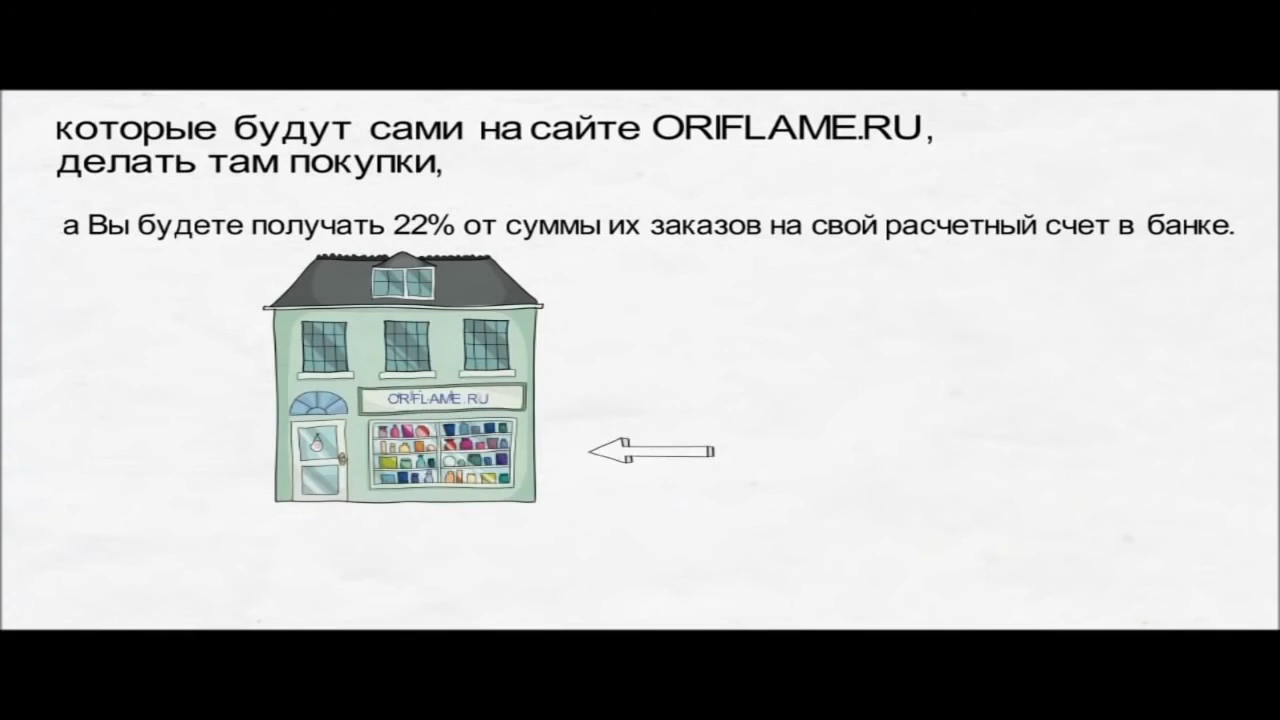 которые будут сами на сайте ORIFLAME.RU,
делать там покупки,
а Вы будете получать 22% от суммы их заказов на свой расчетный счет в банке.
ORIFLAME.RU